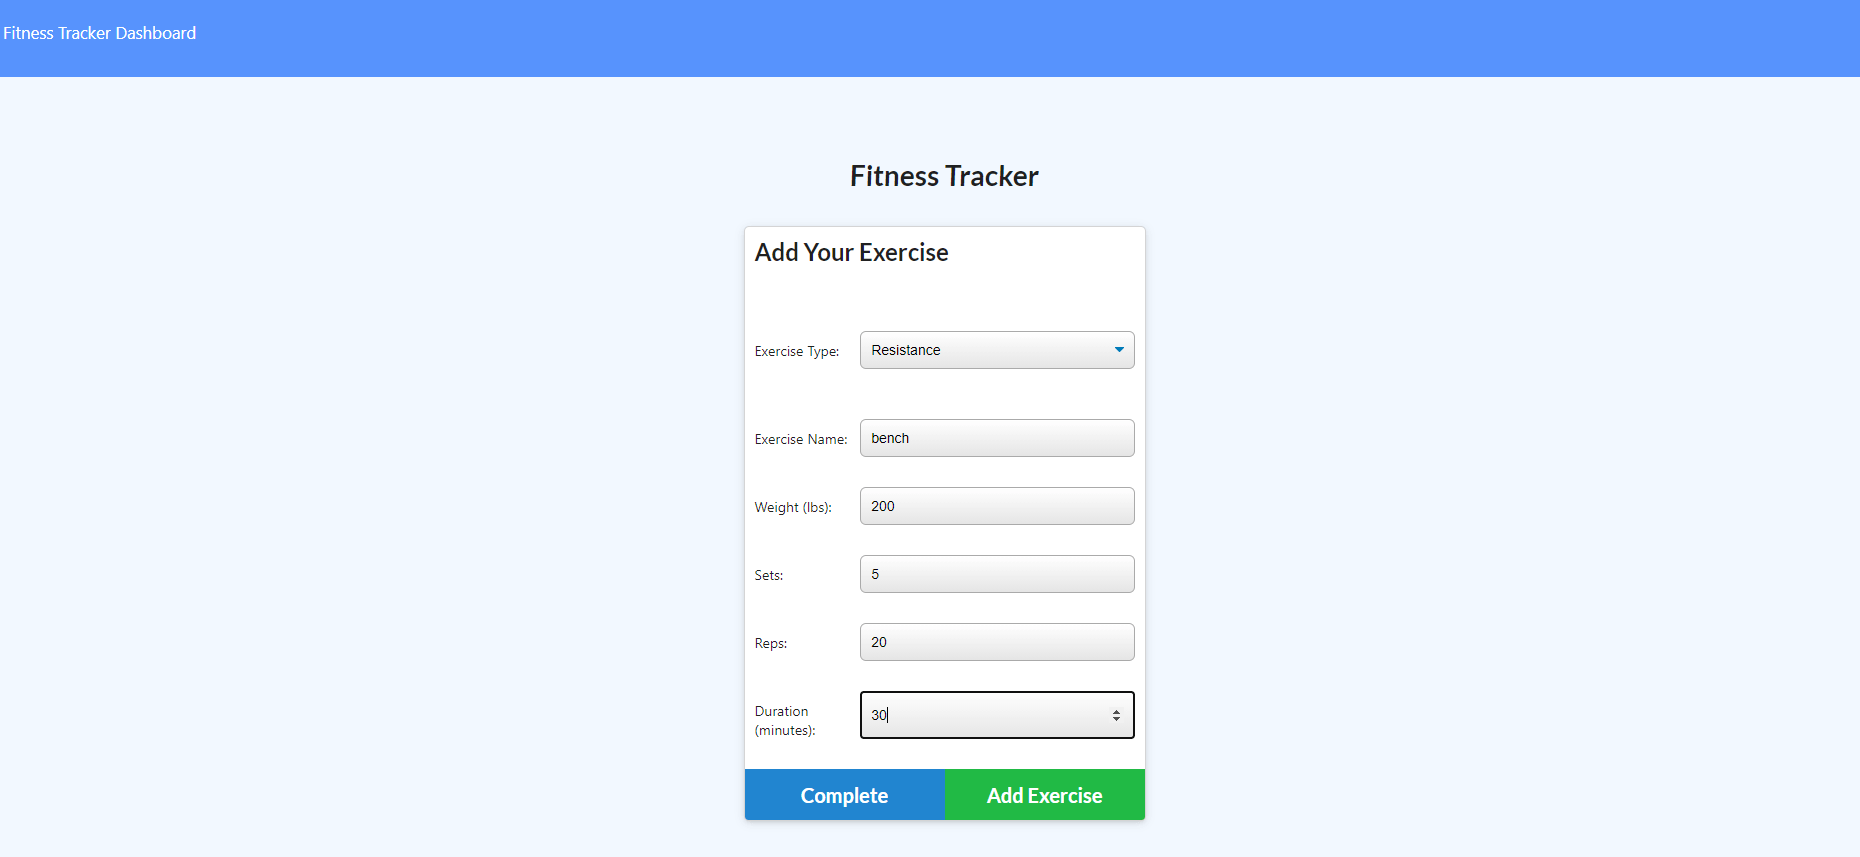 Fitness Tracker Dashboard
Fitness Tracker
Add Your Exercise
Exercise Type: Resistance
Exercise Name: bench
Weight (lbs): 200
Sets: 5
Reps: 20
Duration
(minutes): 30
Complete Add Exercise